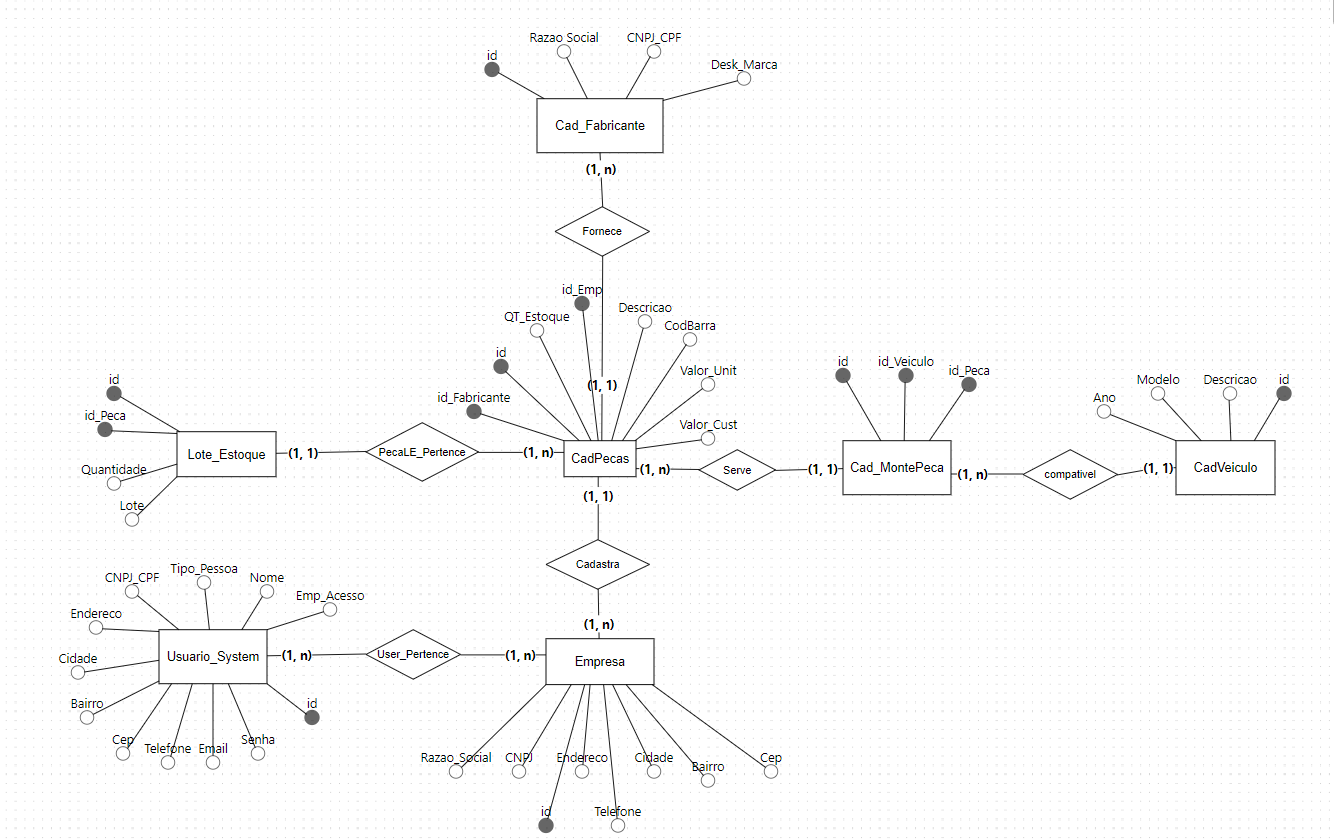 Razao Social
CNPJ_CPF
id
Desk_Marca
Cad_Fabricante
(1, n)
Fornece
id_Emp
Descricao
QT_Estoque
CodBarra
id
Valor_Unit
(1, 1)
id_Fabricante
Valor_Cust
id
id_Peca
Quantidade
Lote
Lote_Estoque
(1, 1)
PecaLE_Pertence
(1, n)
CadPecas
(1, n)
Serve
(1, 1)
id
id_Veiculo
id_Peca
Cad_MontePeca
(1, n)
compativel
(1, 1)
Ano
Modelo
Descricao
id
CadVeiculo
(1, 1)
Cadastra
(1, n)
CNPJ_CPF
Tipo_Pessoa
Nome
Emp_Acesso
Endereco
Cidade
Usuario_System
(1, n)
User_Pertence
(1, n)
Empresa
Bairro
id
Cep
Telefone
Email
Senha
Razao_Social
CNPJ
Endereco
Cidade
Bairro
Cep
id
Telefone